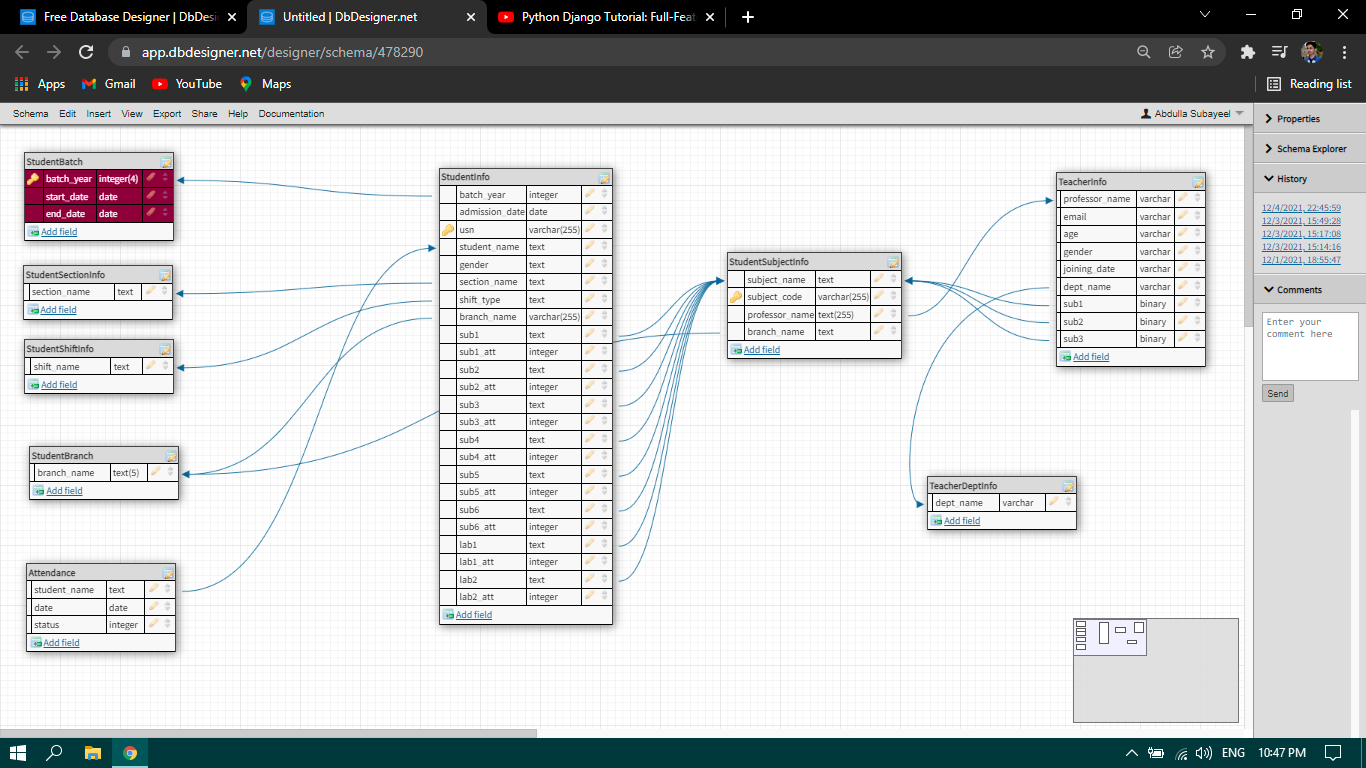 Free Database Designer | DbDesi
Untitled | DbDesigner.net
Python Django Tutorial: Full-Feat
app.dbdesigner.net/designer/schema/478290
Apps
Gmail
YouTube
Maps
Reading list
Schema Edit Insert View Export Share Help Documentation
Abdulla Subayeel
StudentBatch
batch_year integer(4)
start_date date
end_date date
Add field
StudentSectionInfo
section_name text
Add field
StudentShiftInfo
shift_name text
Add field
StudentBranch
branch_name text(5)
Add field
Attendance
student_name text
date date
status integer
Add field
StudentInfo
batch_year integer
admission_date date
usn varchar(255)
student_name text
gender text
section_name text
shift_type text
branch_name varchar(255)
sub1 text
sub1_att integer
sub2 text
sub2_att integer
sub3 text
sub3_att integer
sub4 text
sub4_att integer
sub5 text
sub5_att integer
sub6 text
sub6_att integer
lab1 text
lab1_att integer
lab2 text
lab2_att integer
Add field
StudentSubjectInfo
subject_name text
subject_code varchar(255)
professor_name text(255)
branch_name text
Add field
TeacherInfo
professor_name varchar
email varchar
age varchar
gender varchar
joining_date varchar
dept_name varchar
sub1 binary
sub2 binary
sub3 binary
Add field
TeacherDeptInfo
dept_name varchar
Add field
Properties
Schema Explorer
History
12/4/2021, 22:45:59
12/3/2021, 15:49:28
12/3/2021, 15:17:08
12/3/2021, 15:14:16
12/1/2021, 18:55:47
Comments
Enter your
comment here
Send
ENG
10:47 PM